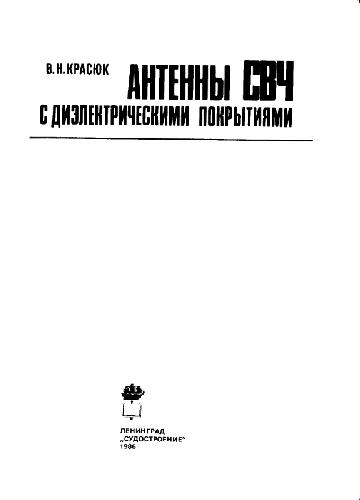 В. Н. КРАСЮК
АНТЕННЫ СВЧ
С ДИЭЛЕКТРИЧЕСКИМИ ПОКРЫТИЯМИ
ЛЕНИНГРАД
„СУДОСТРОЕНИЕ"
1986